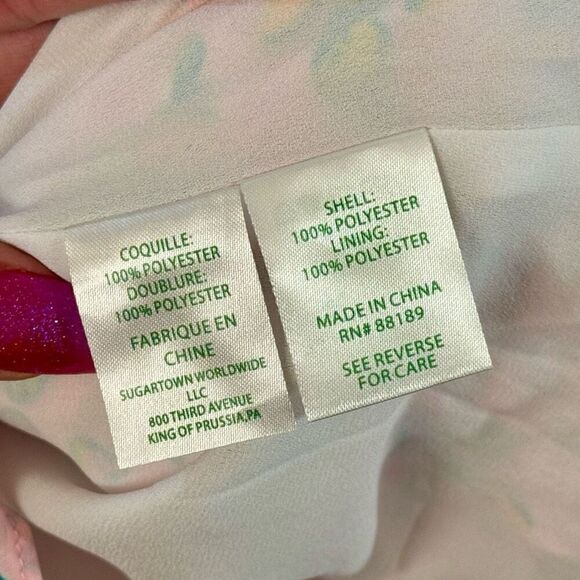 COQUILLE:
100% POLYESTER
DOUBLURE:
100% POLYESTER
FABRIQUE EN
CHINE
SUGARTOWN WORLDWIDE
LLC
800 THIRD AVENUE
KING OF PRUSSIA,PA
SHELL:
100% POLYESTER
LINING:
100% POLYESTER
MADE IN CHINA
RN# 88189
SEE REVERSE
FOR CARE